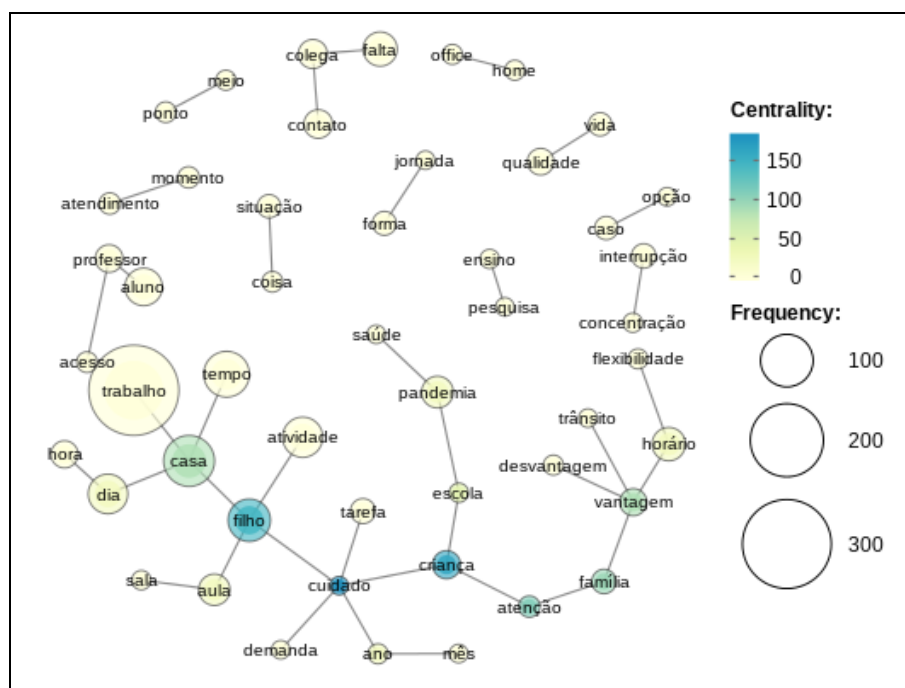 colega
falta
office
home
meio
ponto
contato
vida
qualidade
jornada
forma
momento
atendimento
situação
coisa
opção
caso
professor
aluno
acesso
ensino
pesquisa
interrupção
concentração
flexibilidade
saúde
pandemia
trabalho
tempo
trânsito
horário
desvantagem
vantagem
hora
dia
casa
atividade
escola
filho
tarefa
sala
aula
cuidado
criança
atenção
família
demanda
ano
mês
Centrality:
150
100
50
0
Frequency:
100
200
300